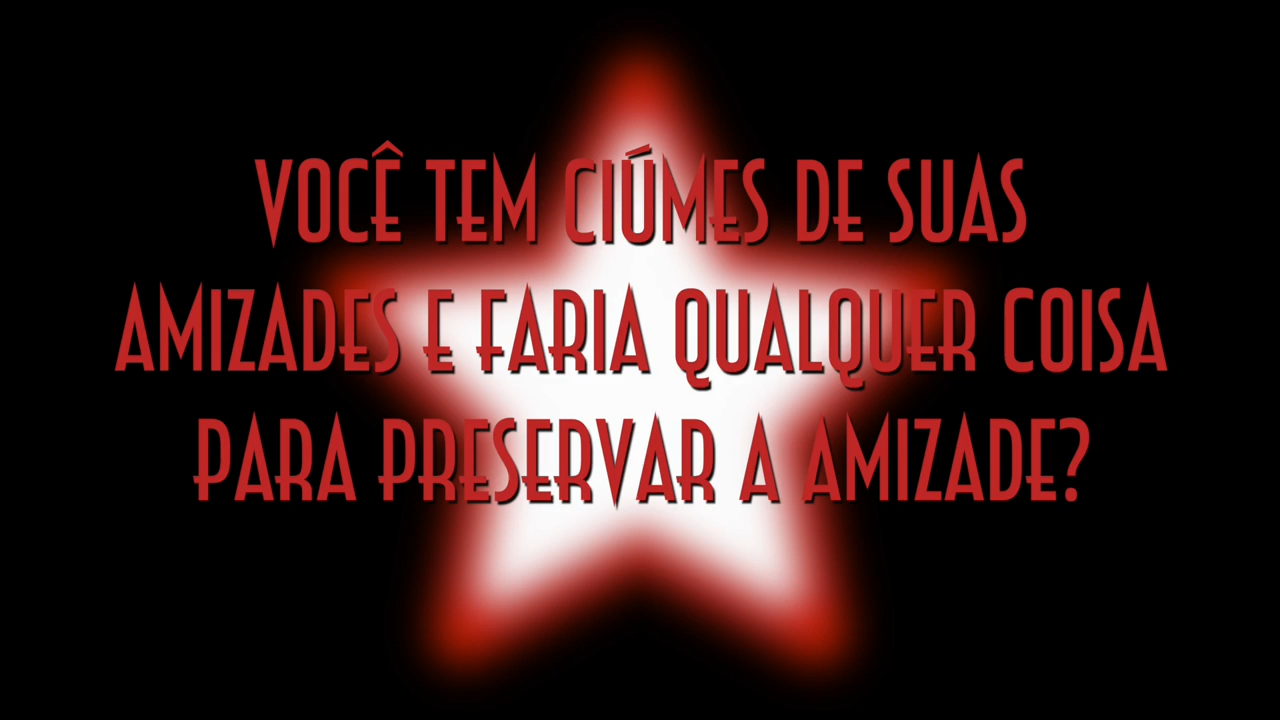 VOCÊ TEM CIÚMES DE SUAS
AMIZADES E FARIA QUALQUER COISA
PARA PRESERVAR A AMIZADE?